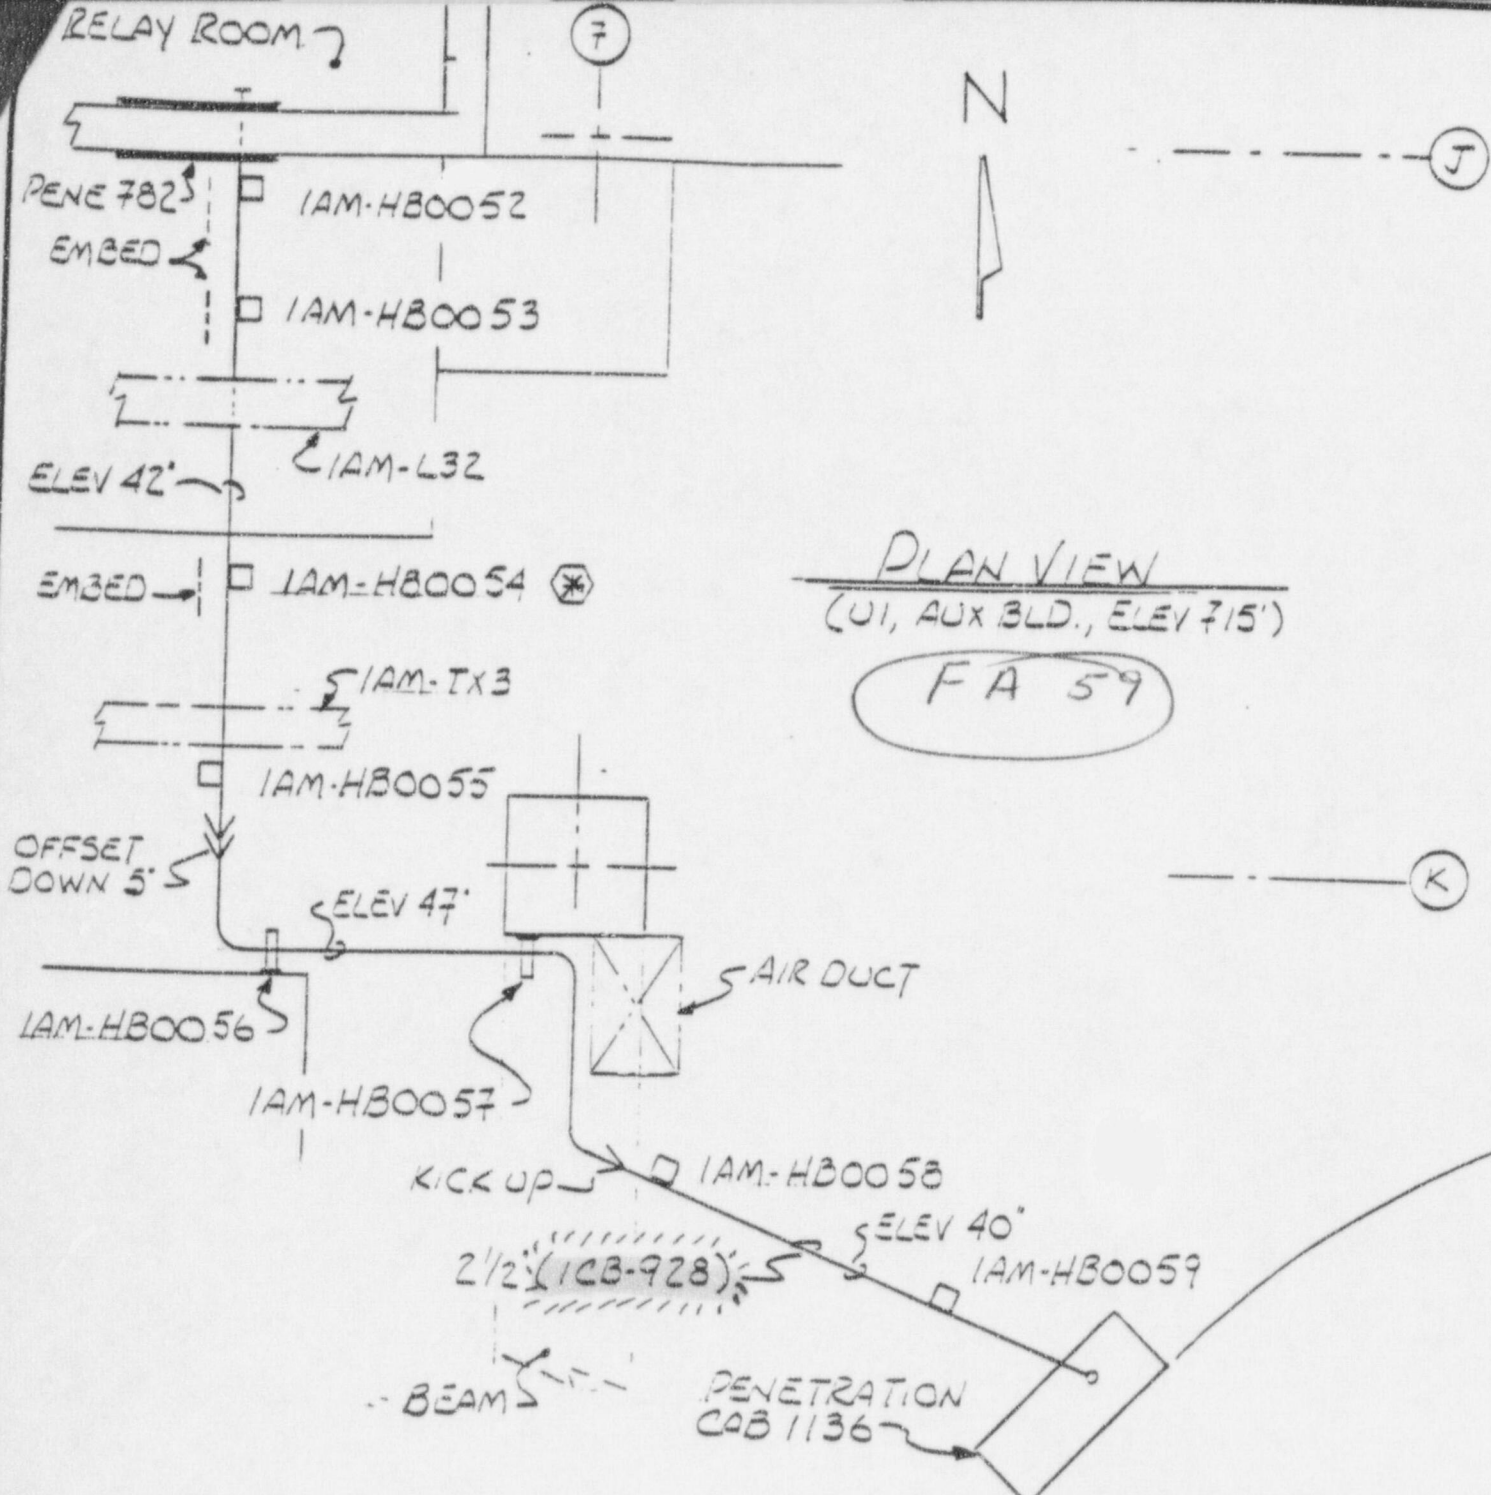 RELAY ROOM
7
N
J
PENE 782
1AM-HB0052
EMBED
1AM-HB0053
1AM-L32
ELEV 42"
PLAN VIEW
(U1, AUX BLD., ELEV 715')
FA 59
EMBED
1AM-HB0054
1AM-TX3
1AM-HB0055
OFFSET
DOWN 5"
ELEV 47"
K
AIR DUCT
1AM-HB0056
1AM-HB0057
KICK UP
1AM-HB0058
ELEV 40"
2 1/2" (1CB-928)
1AM-HB0059
BEAM
PENETRATION
CAB 1136